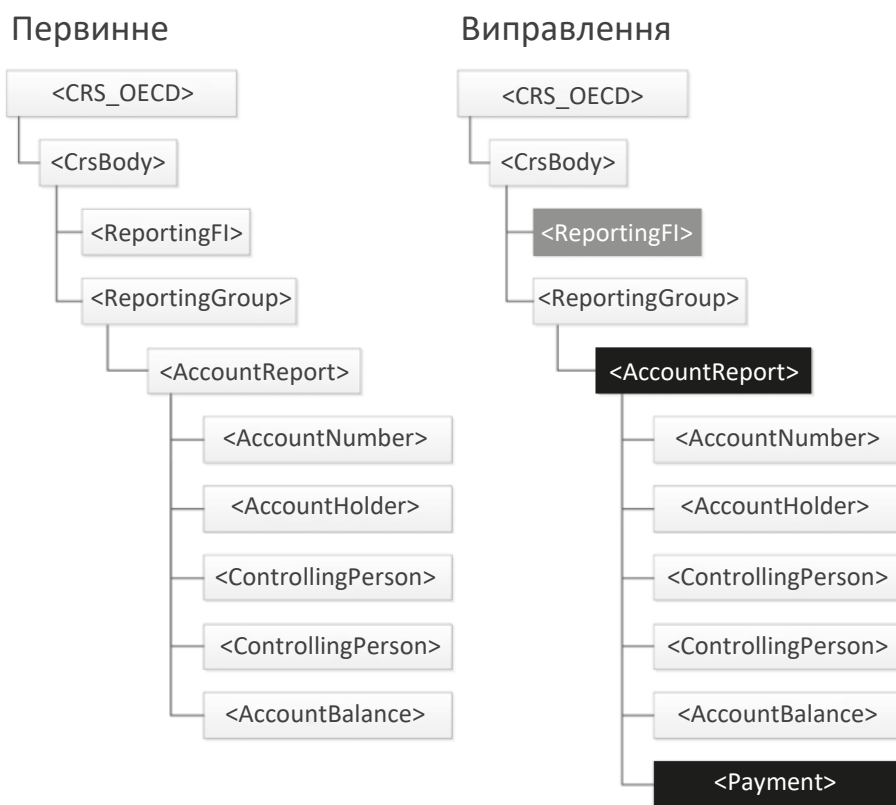 Первинне
<CRS_OECD>
<CrsBody>
<ReportingFI>
<ReportingGroup>
<AccountReport>
<AccountNumber>
<AccountHolder>
<ControllingPerson>
<ControllingPerson>
<AccountBalance>
Виправлення
<CRS_OECD>
<CrsBody>
<ReportingFI>
<ReportingGroup>
<AccountReport>
<AccountNumber>
<AccountHolder>
<ControllingPerson>
<ControllingPerson>
<AccountBalance>
<Payment>